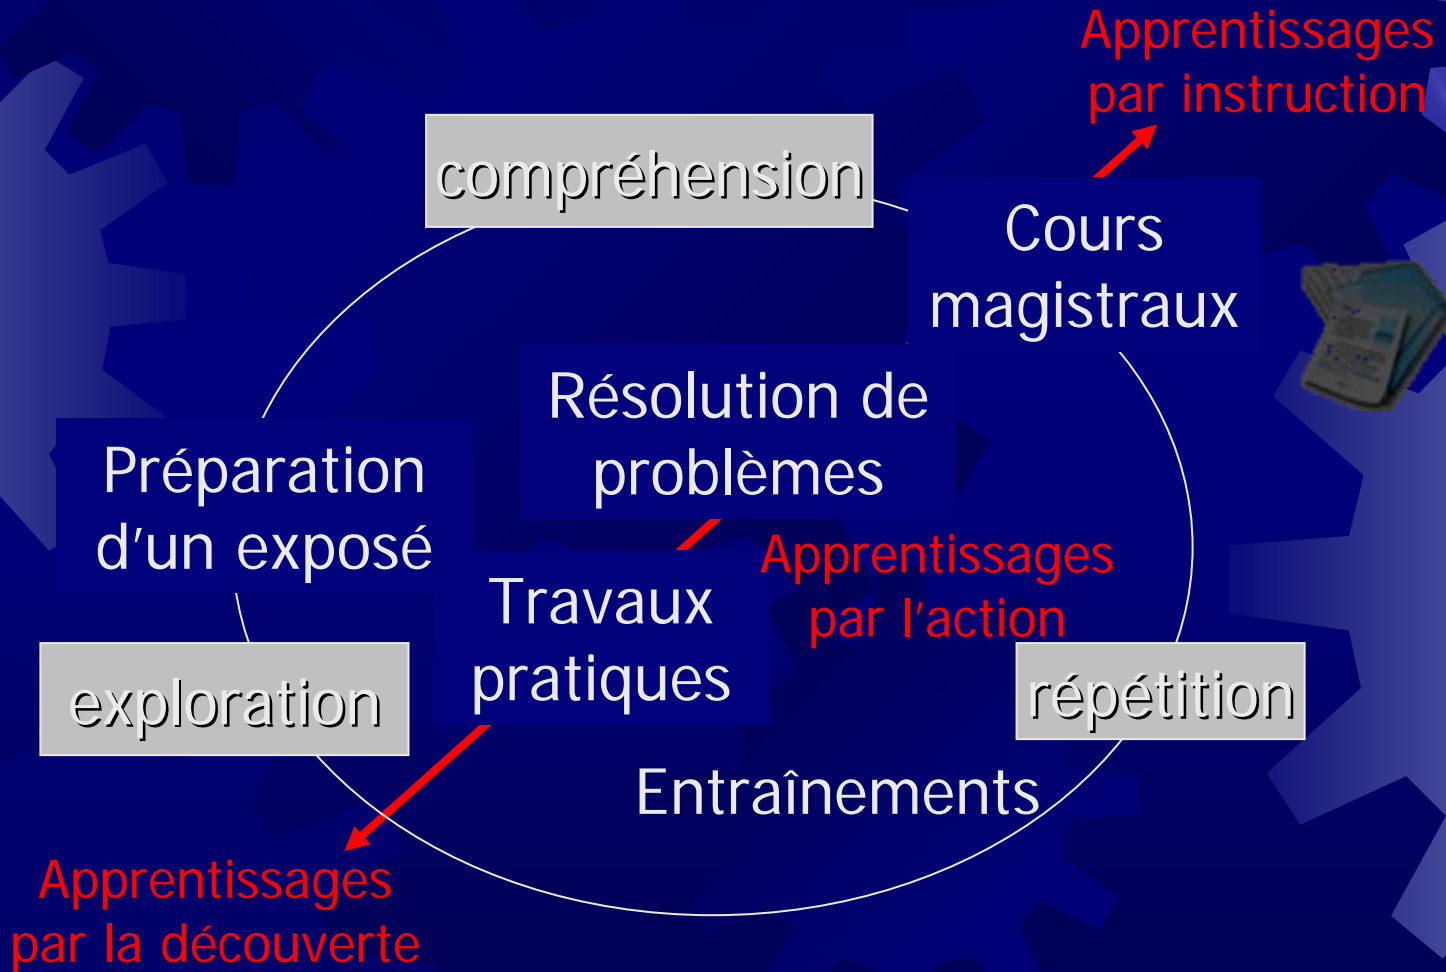 Apprentissages
par instruction
compréhension
Cours
magistraux
Résolution de
problèmes
Préparation
d'un exposé
Apprentissages
par l'action
Travaux
pratiques
exploration
répétition
Entraînements
Apprentissages
par la découverte